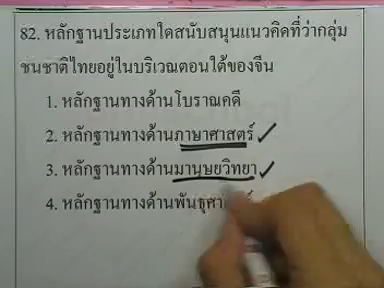 82. หลักฐานประเภทใดสนับสนุนแนวคิดที่ว่ากลุ่ม
ชนชาติไทยอยู่ในบริเวณตอนใต้ของจีน
1. หลักฐานทางด้านโบราณคดี
2. หลักฐานทางด้านภาษาศาสตร์
3. หลักฐานทางด้านมานุษยวิทยา
4. หลักฐานทางด้าน